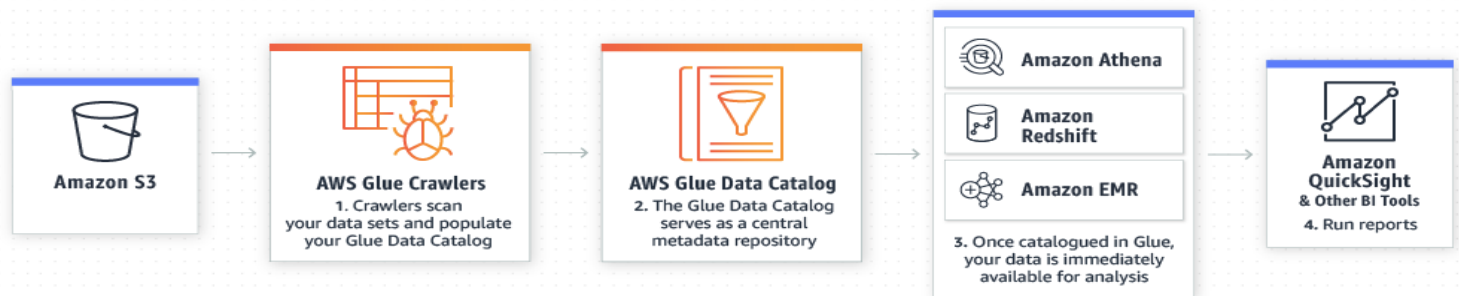 Amazon S3
AWS Glue Crawlers
1. Crawlers scan
your data sets and populate
your Glue Data Catalog
AWS Glue Data Catalog
2. The Glue Data Catalog
serves as a central
metadata repository
Amazon Athena
Amazon
Redshift
Amazon EMR
3. Once catalogued in Glue,
your data is immediately
available for analysis
Amazon
QuickSight
& Other BI Tools
4. Run reports